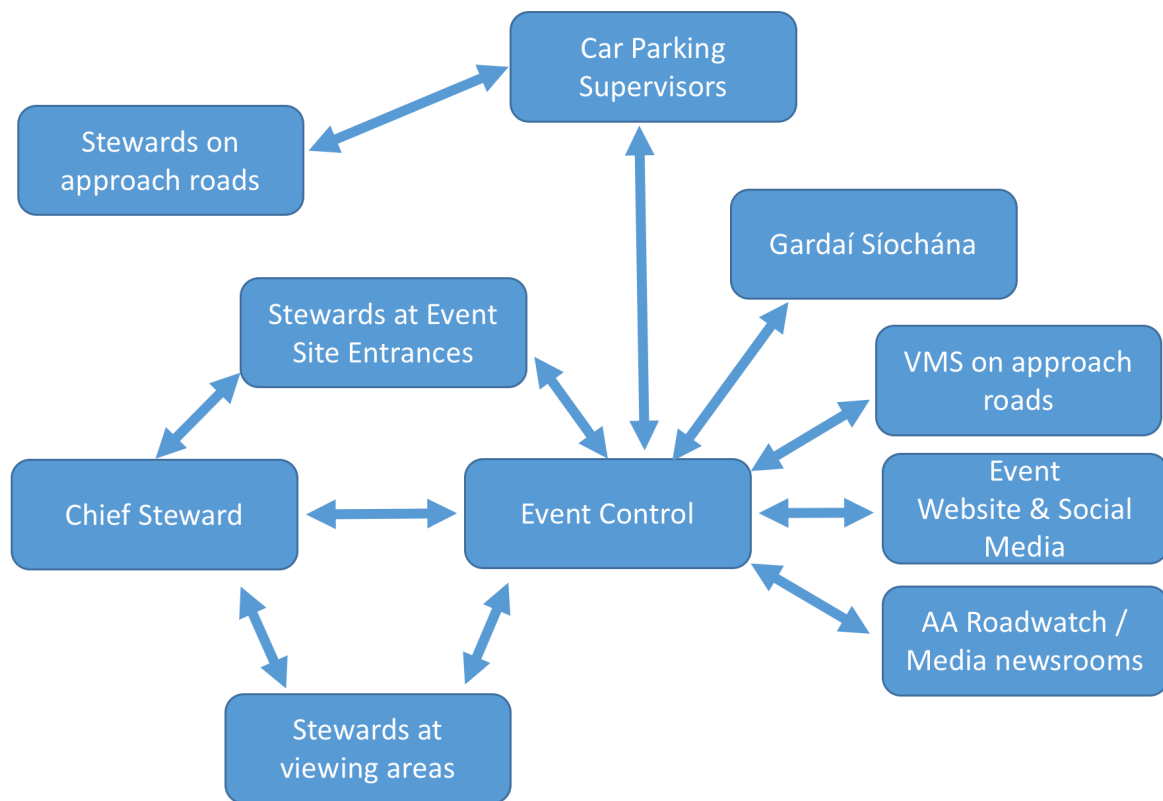 Car Parking
Supervisors
Stewards on
approach roads
Gardaí Síochána
Stewards at Event
Site Entrances
VMS on approach
roads
Chief Steward
Event Control
Event
Website & Social
Media
AA Roadwatch /
Media newsrooms
Stewards at
viewing areas